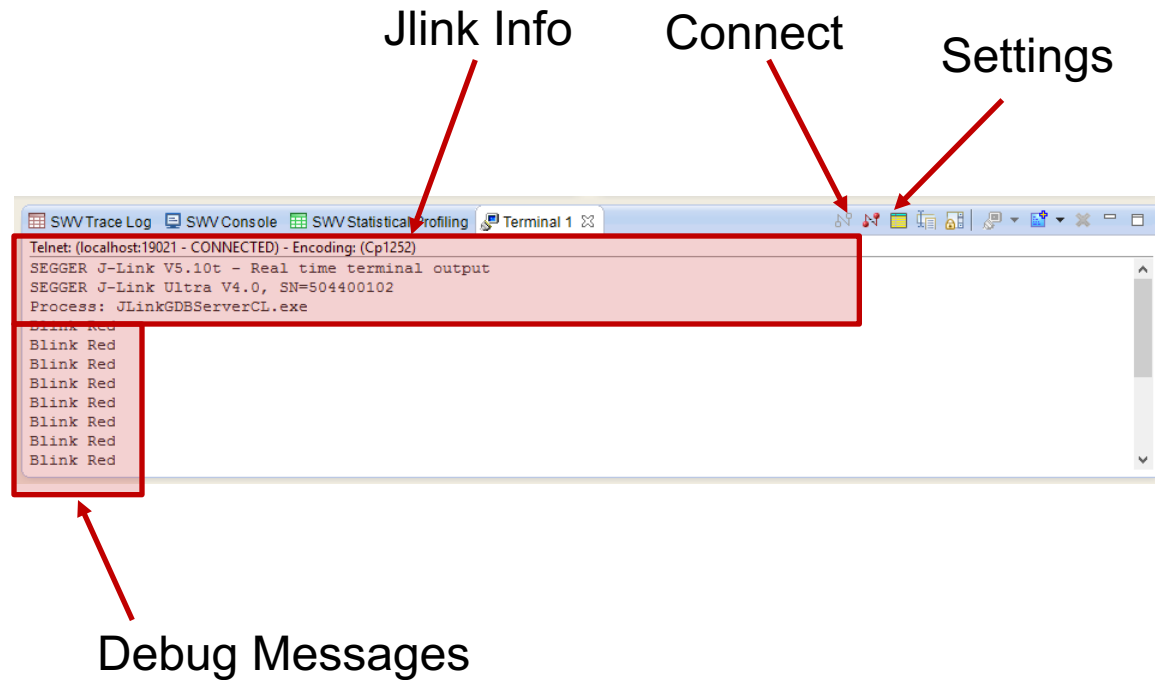 Jlink Info
Connect
Settings
SWV Trace Log SWV Console SWV Statistical Profiling Terminal 1
Telnet: (localhost:19021 - CONNECTED) - Encoding: (Cp1252)
SEGGER J-Link V5.10t - Real time terminal output
SEGGER J-Link Ultra V4.0, SN=504400102
Process: JLinkGDBServerCL.exe
Blink Red
Blink Red
Blink Red
Blink Red
Blink Red
Blink Red
Blink Red
Blink Red
Debug Messages